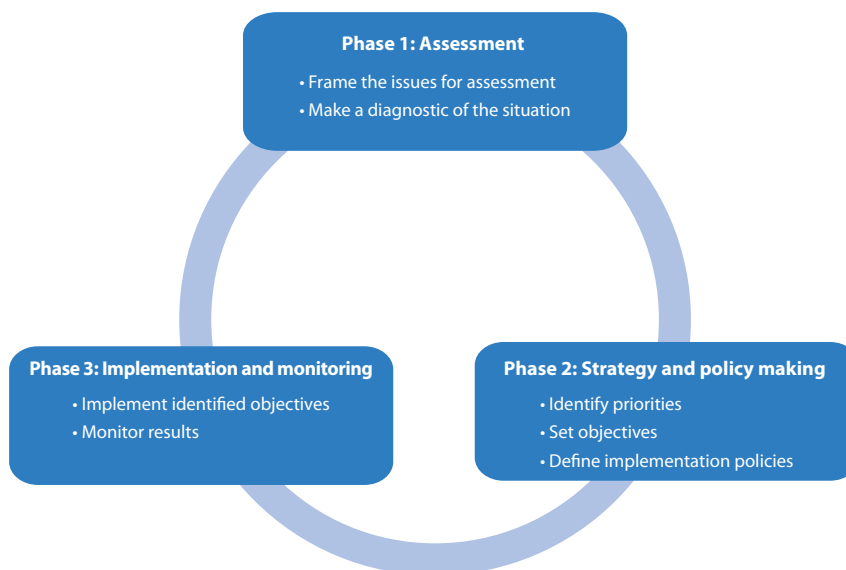 Phase 1: Assessment
• Frame the issues for assessment
• Make a diagnostic of the situation
Phase 2: Strategy and policy making
• Identify priorities
• Set objectives
• Define implementation policies
Phase 3: Implementation and monitoring
• Implement identified objectives
• Monitor results